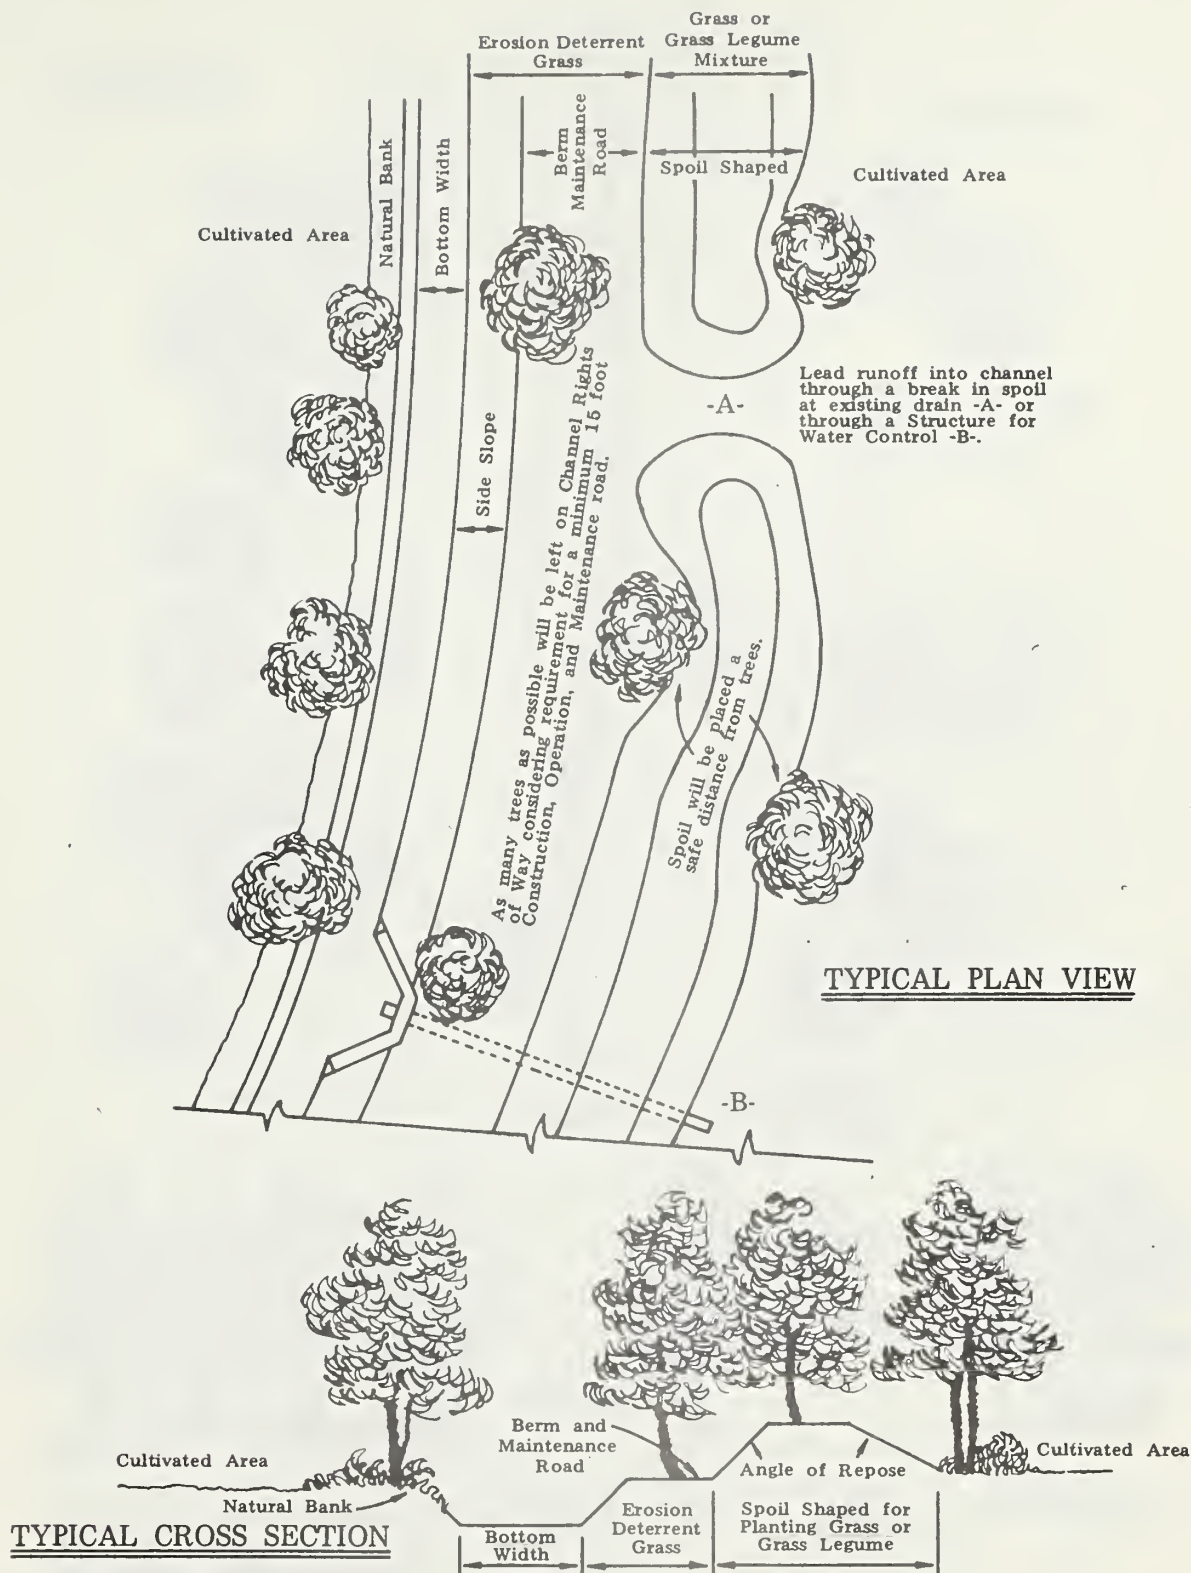 Erosion Deterrent
Grass
Grass or
Grass Legume
Mixture
Natural Bank
Bottom Width
Berm
Maintenance
Road
Spoil Shaped
Cultivated Area
Cultivated Area
Side Slope
-A-
Lead runoff into channel
through a break in spoil
at existing drain -A- or
through a Structure for
Water Control -B-.
As many trees as possible will be left on Channel Rights
of Way considering requirement for a minimum 15 foot
Construction, Operation, and Maintenance road.
Spoil will be placed a
safe distance from trees.
TYPICAL PLAN VIEW
-B-
Berm and
Maintenance
Road
Cultivated Area
Natural Bank
Angle of Repose
Cultivated Area
TYPICAL CROSS SECTION
Bottom
Width
Erosion
Deterrent
Grass
Spoil Shaped for
Planting Grass or
Grass Legume